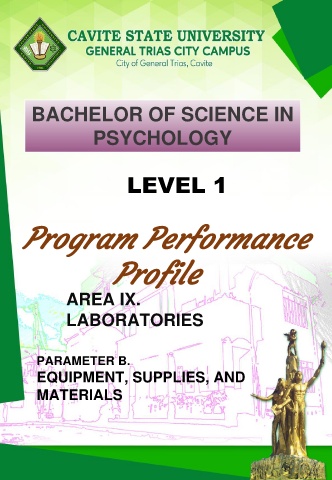 CAVITE STATE UNIVERSITY
GENERAL TRIAS CITY CAMPUS
City of General Trias, Cavite
BACHELOR OF SCIENCE IN
PSYCHOLOGY
LEVEL 1
Program Performance
Profile
AREA IX.
LABORATORIES
PARAMETER B.
EQUIPMENT, SUPPLIES, AND
MATERIALS